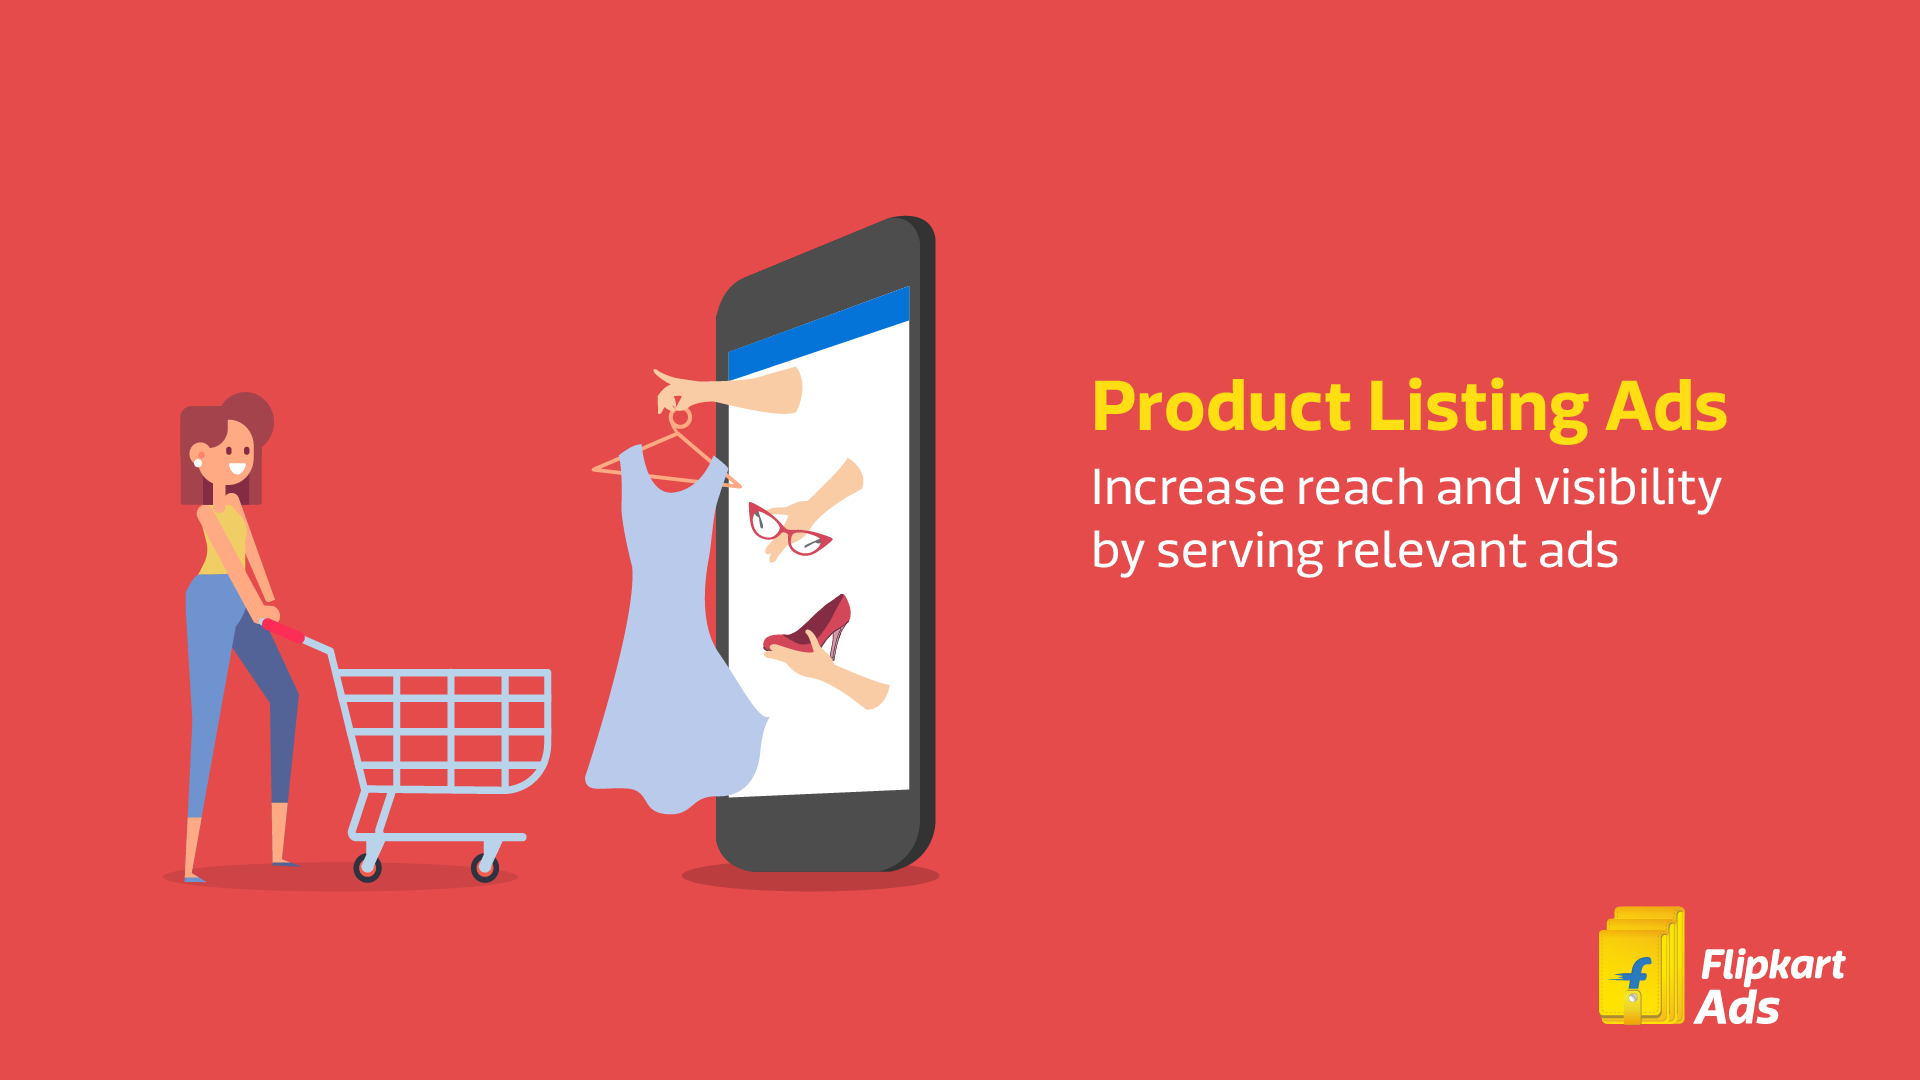 Product Listing Ads
Increase reach and visibility
by serving relevant ads
f
Flipkart
Ads